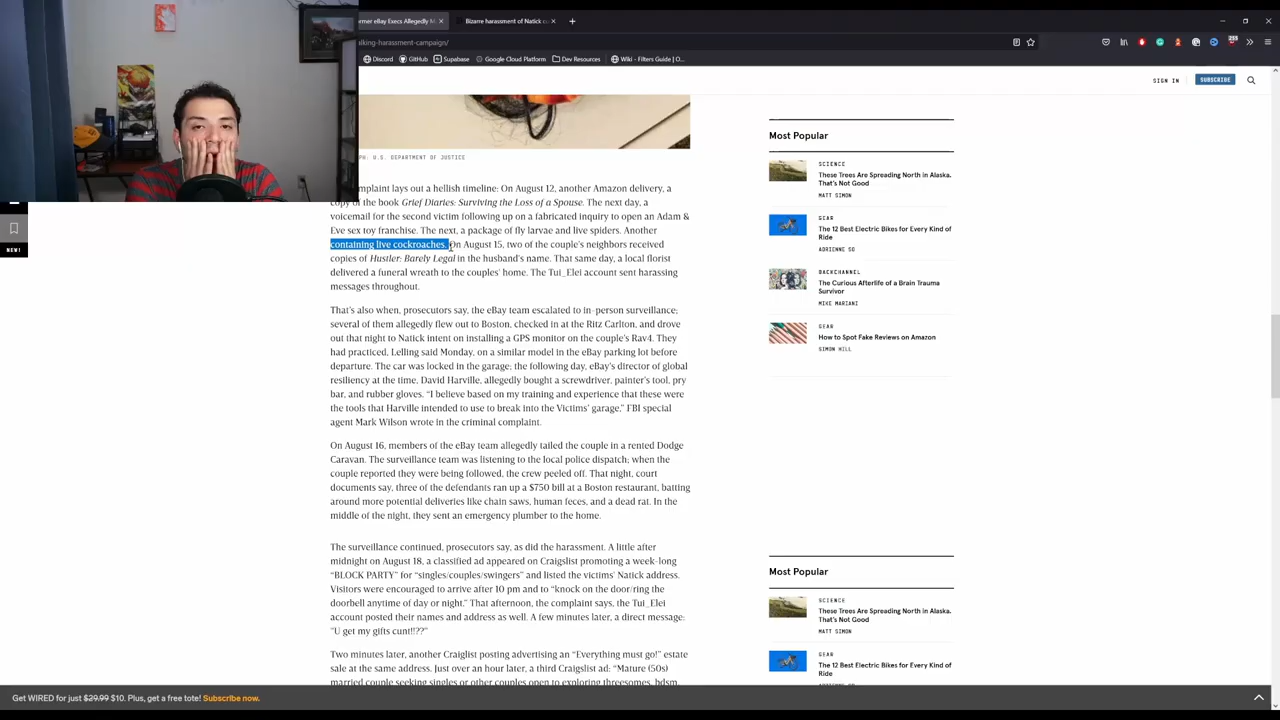 ormer eBay Execs Allegedly M
Bizarre harassment of Natick c
alking-harassment-campaign/
Discord
GitHub
Supabase
Google Cloud Platform
Dev Resources
Wiki - Filters Guide | O...
SIGN IN
SUBSCRIBE
PH: U.S. DEPARTMENT OF JUSTICE
mplaint lays out a hellish timeline: On August 12, another Amazon delivery, a
copy of the book Grief Diaries: Surviving the Loss of a Spouse. The next day, a
voicemail for the second victim following up on a fabricated inquiry to open an Adam &
Eve sex toy franchise. The next, a package of fly larvae and live spiders. Another
containing live cockroaches. On August 15, two of the couple's neighbors received
copies of Hustler: Barely Legal in the husband's name. That same day, a local florist
delivered a funeral wreath to the couples' home. The Tui_Elei account sent harassing
messages throughout.
That's also when, prosecutors say, the eBay team escalated to in-person surveillance;
several of them allegedly flew out to Boston, checked in at the Ritz Carlton, and drove
out that night to Natick intent on installing a GPS monitor on the couple's Rav4. They
had practiced, Lelling said Monday, on a similar model in the eBay parking lot before
departure. The car was locked in the garage; the following day, eBay's director of global
resiliency at the time, David Harville, allegedly bought a screwdriver, painter's tool, pry
bar, and rubber gloves. “I believe based on my training and experience that these were
the tools that Harville intended to use to break into the Victims' garage,” FBI special
agent Mark Wilson wrote in the criminal complaint.
On August 16, members of the eBay team allegedly tailed the couple in a rented Dodge
Caravan. The surveillance team was listening to the local police dispatch; when the
couple reported they were being followed, the crew peeled off. That night, court
documents say, three of the defendants ran up a $750 bill at a Boston restaurant, batting
around more potential deliveries like chain saws, human feces, and a dead rat. In the
middle of the night, they sent an emergency plumber to the home.
The surveillance continued, prosecutors say, as did the harassment. A little after
midnight on August 18, a classified ad appeared on Craigslist promoting a week-long
“BLOCK PARTY” for “singles/couples/swingers” and listed the victims' Natick address.
Visitors were encouraged to arrive after 10 pm and to “knock on the door/ring the
doorbell anytime of day or night.” That afternoon, the complaint says, the Tui_Elei
account posted their names and address as well. A few minutes later, a direct message:
“U get my gifts cunt!!??”
Two minutes later, another Craiglist posting advertising an “Everything must go!” estate
sale at the same address. Just over an hour later, a third Craigslist ad: “Mature (50s)
married couple seeking singles or other couples open to exploring threesomes, bdsm,
Most Popular
SCIENCE
These Trees Are Spreading North in Alaska.
That's Not Good
MATT SIMON
GEAR
The 12 Best Electric Bikes for Every Kind of
Ride
ADRIENNE SO
BACKCHANNEL
The Curious Afterlife of a Brain Trauma
Survivor
MIKE MARIANI
GEAR
How to Spot Fake Reviews on Amazon
SIMON HILL
Most Popular
SCIENCE
These Trees Are Spreading North in Alaska.
That's Not Good
MATT SIMON
GEAR
The 12 Best Electric Bikes for Every Kind of
Ride
NEW!
Get WIRED for just $29.99 $10. Plus, get a free tote! Subscribe now.